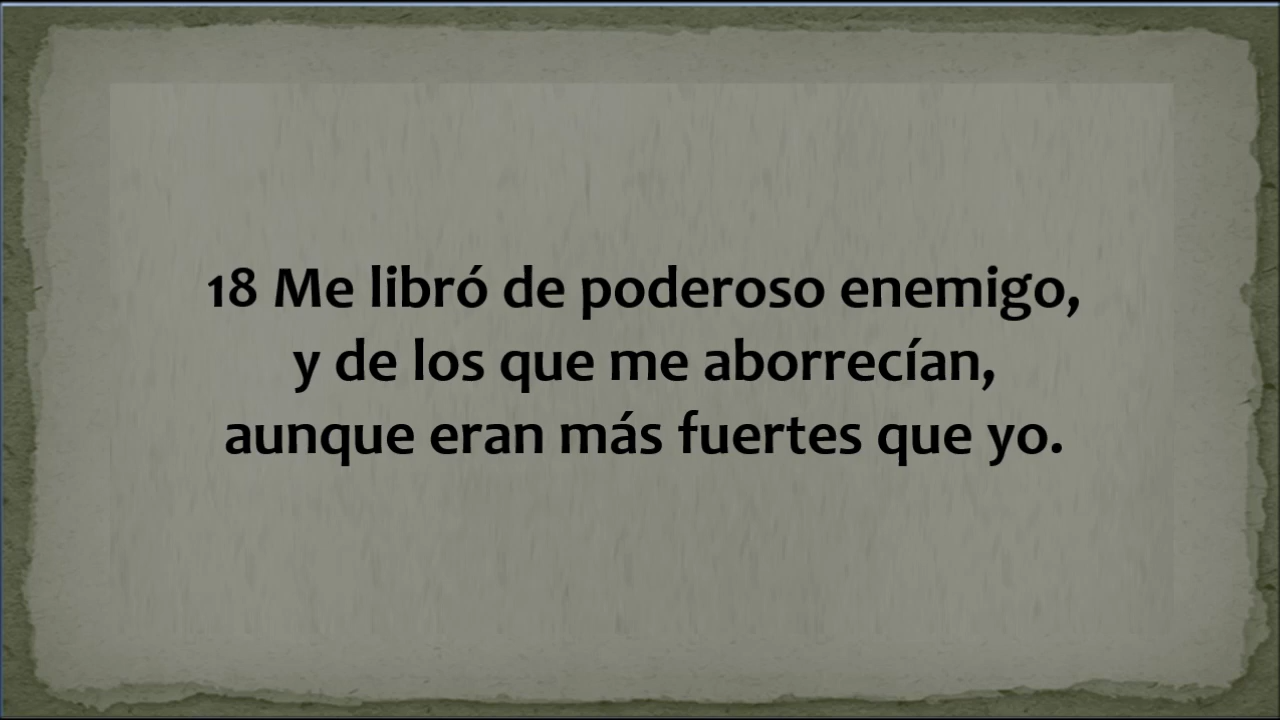 18 Me libró de poderoso enemigo,
y de los que me aborrecían,
aunque eran más fuertes que yo.